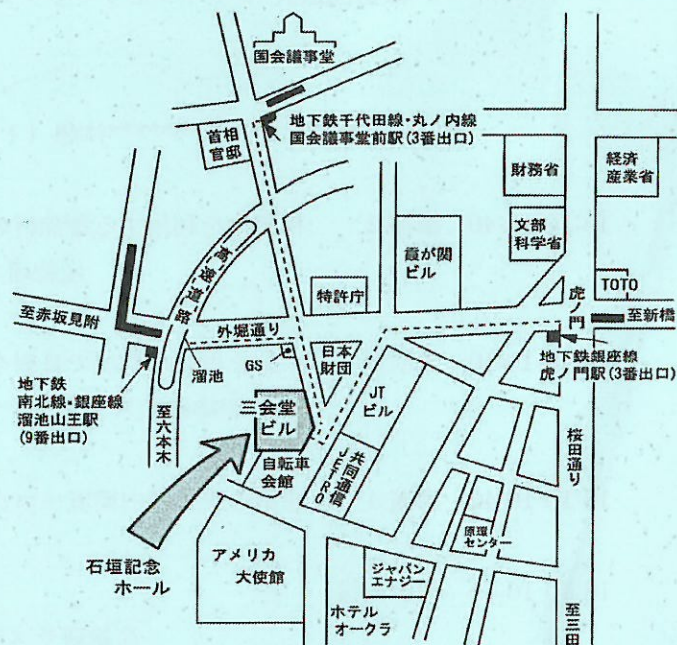 国会議事堂
地下鉄千代田線・丸ノ内線
国会議事堂前駅(3番出口)
首相
官邸
財務省
経済
産業省
文部
科学省
霞が関
ビル
高速道路
特許庁
TOTO
虎ノ門
至赤坂見附
外堀通り
至新橋
溜池
GS
日本
財団
地下鉄銀座線
虎ノ門駅(3番出口)
地下鉄
南北線・銀座線
溜池山王駅
(9番出口)
至六本木
三会堂
ビル
JT
ビル
桜田通り
自転車
会館
共同通信
JETRO
原環
センター
石垣記念
ホール
アメリカ
大使館
ジャパン
エナジー
ホテル
オークラ
至三田